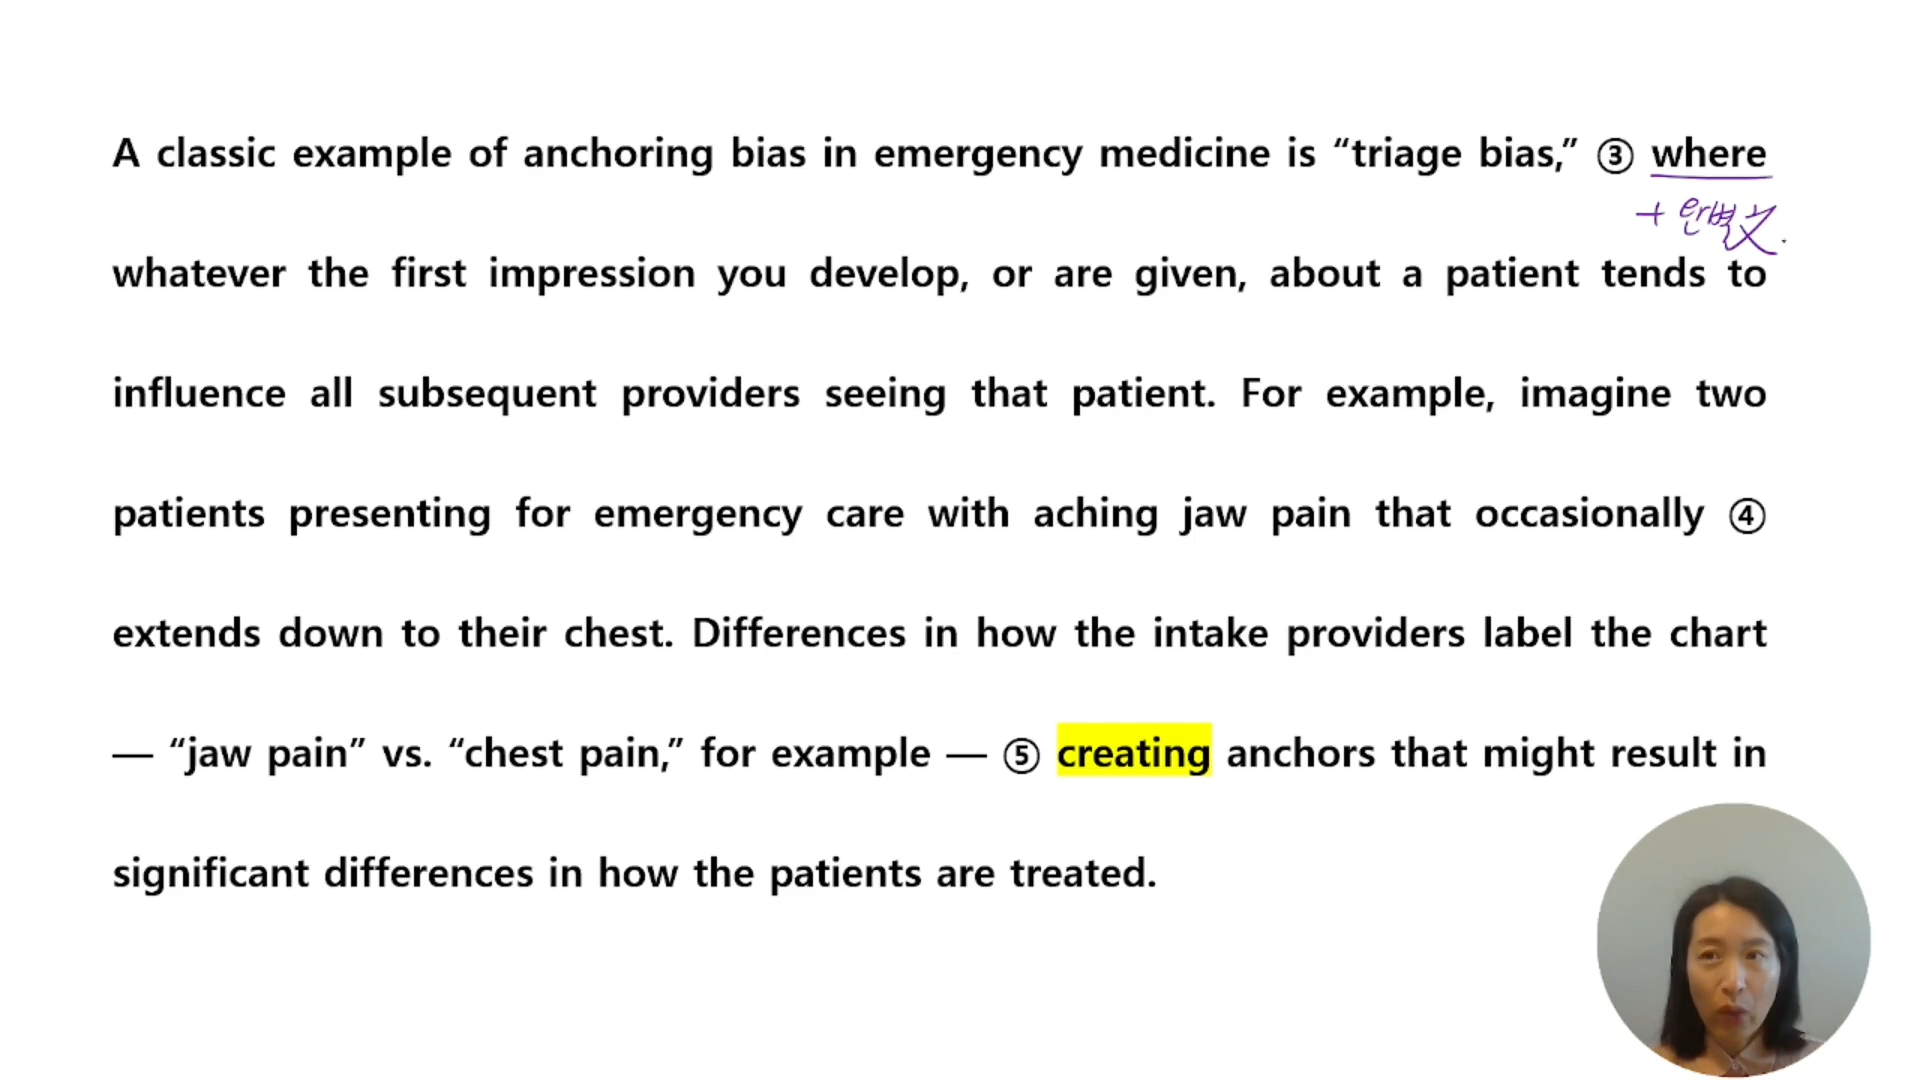 A classic example of anchoring bias in emergency medicine is “triage bias,” ③ where
+ 완벽文.
whatever the first impression you develop, or are given, about a patient tends to
influence all subsequent providers seeing that patient. For example, imagine two
patients presenting for emergency care with aching jaw pain that occasionally ④
extends down to their chest. Differences in how the intake providers label the chart
— “jaw pain” vs. “chest pain,” for example — ⑤ creating anchors that might result in
significant differences in how the patients are treated.